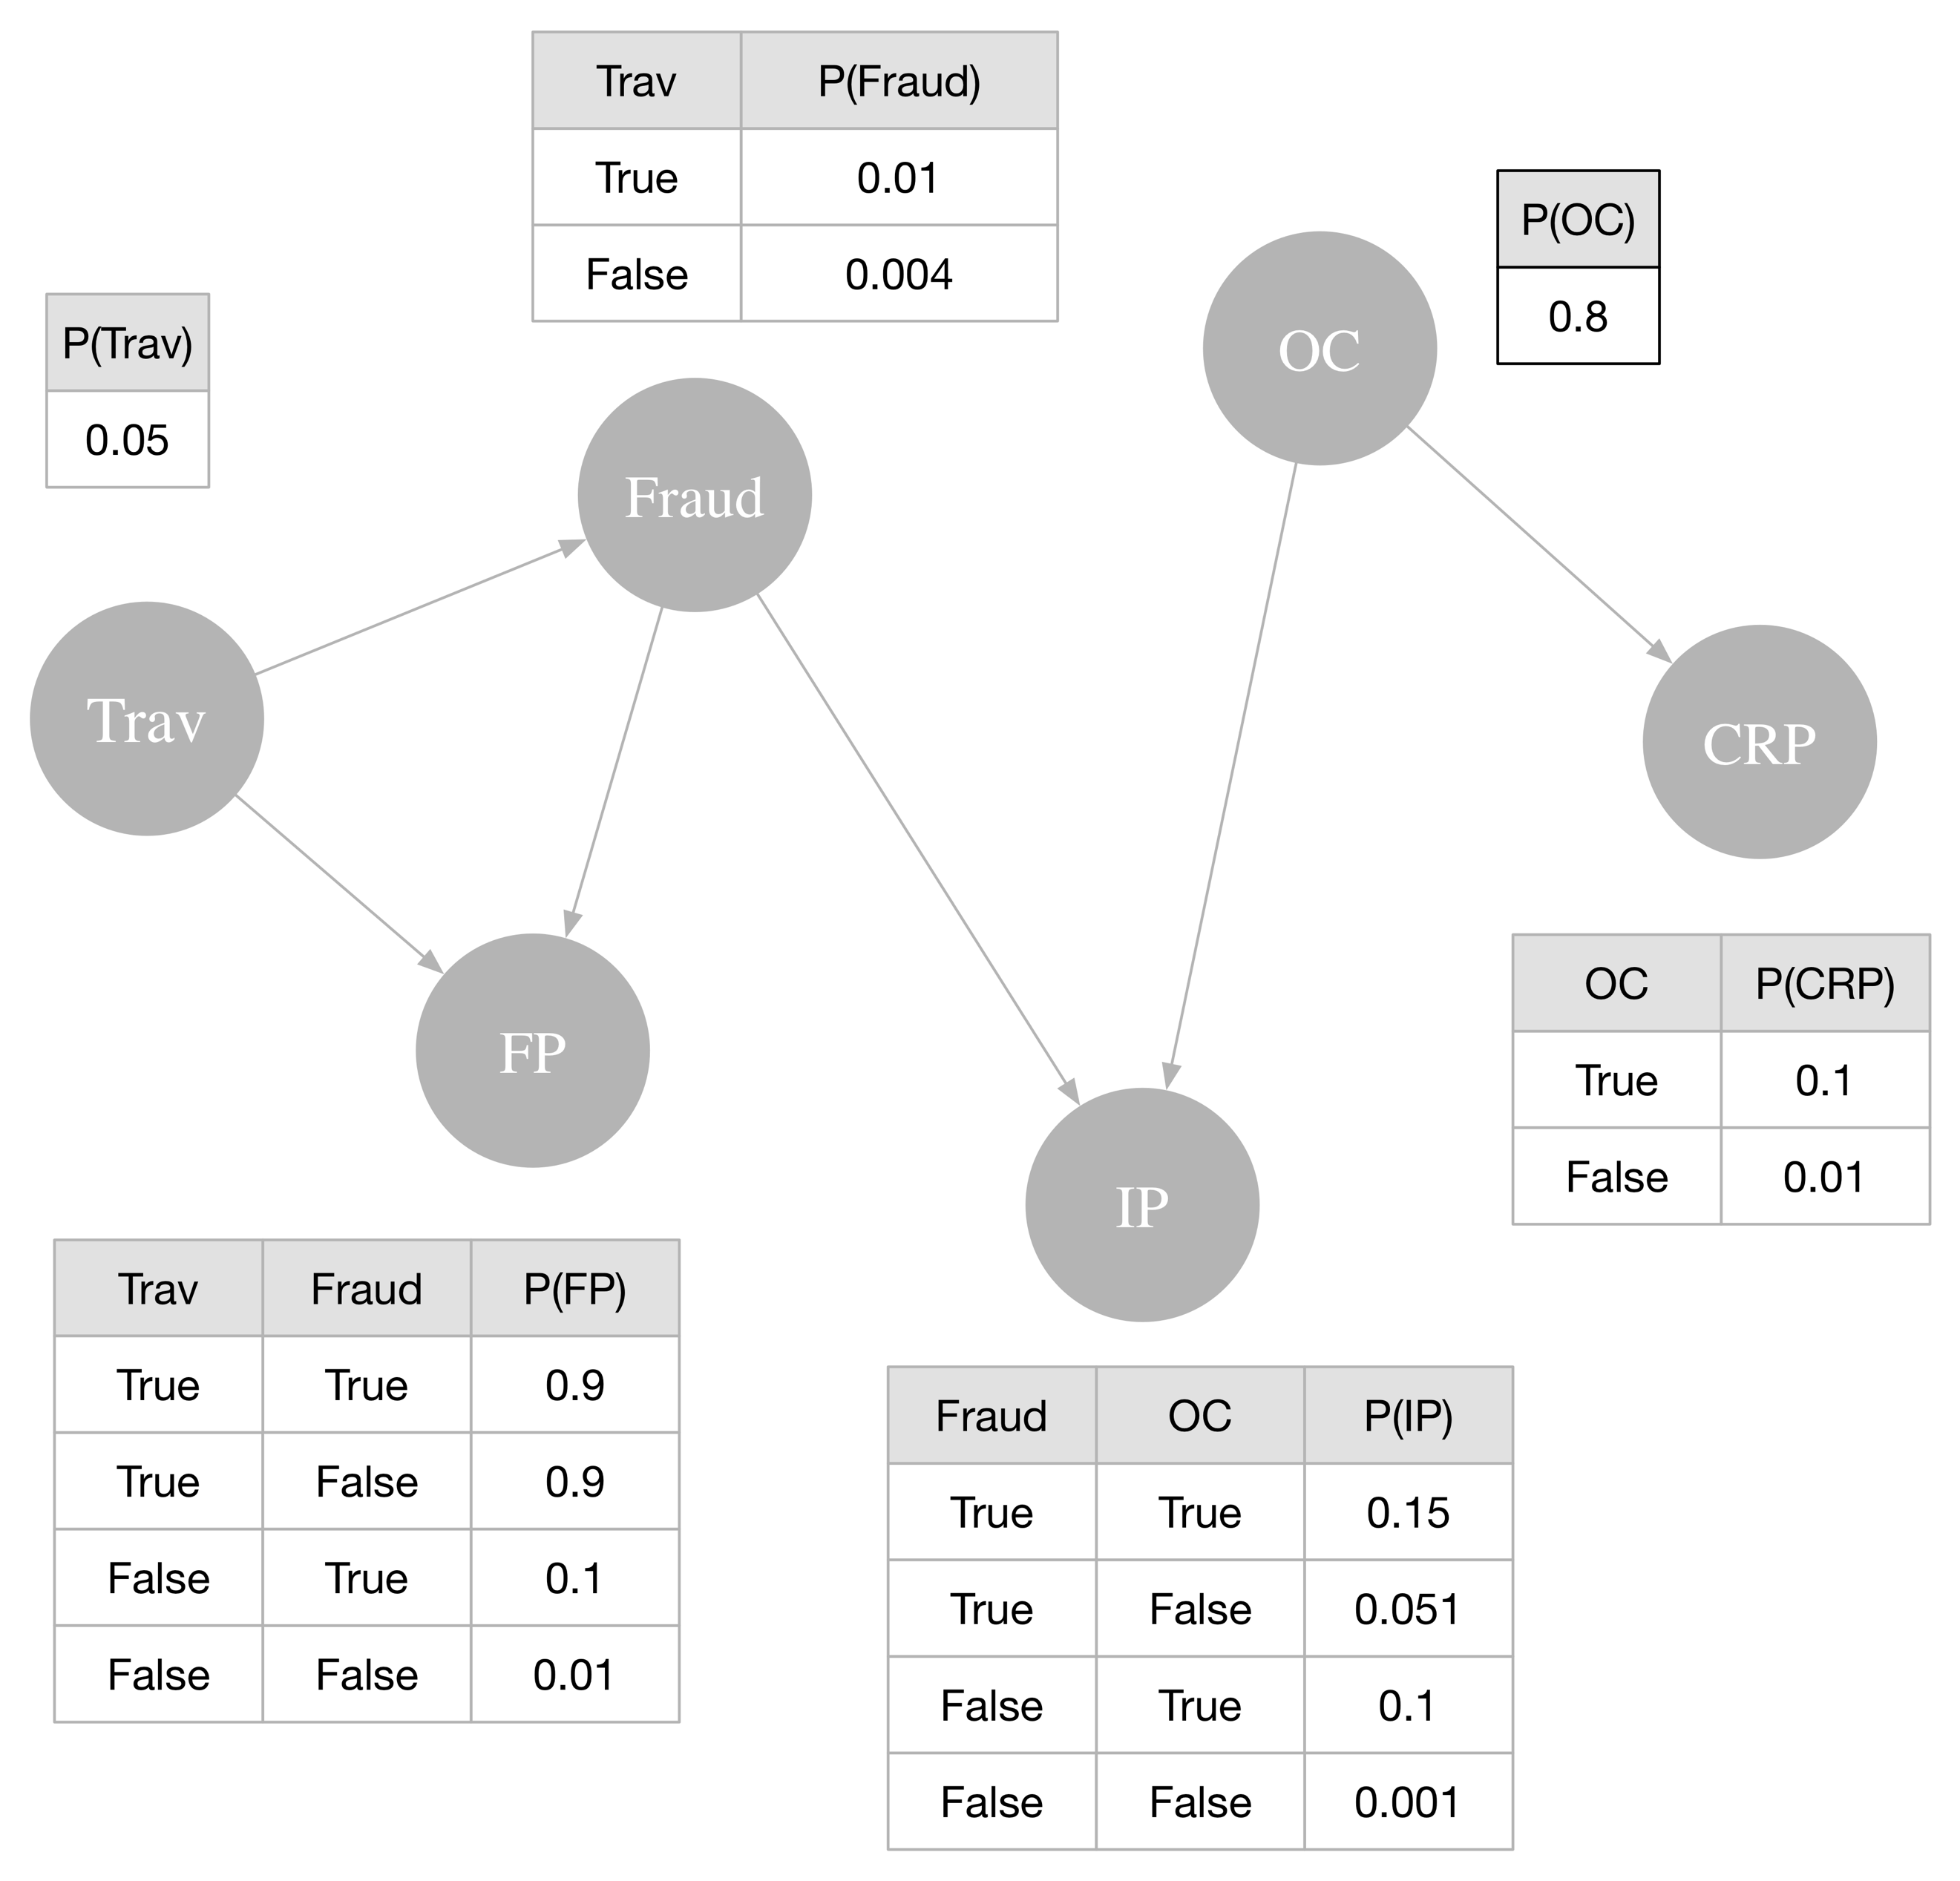 Trav P(Fraud)
True 0.01
False 0.004
P(OC)
0.8
P(Trav)
0.05
OC
Fraud
Trav
CRP
FP
IP
OC P(CRP)
True 0.1
False 0.01
Trav Fraud P(FP)
True True 0.9
True False 0.9
False True 0.1
False False 0.01
Fraud OC P(IP)
True True 0.15
True False 0.051
False True 0.1
False False 0.001